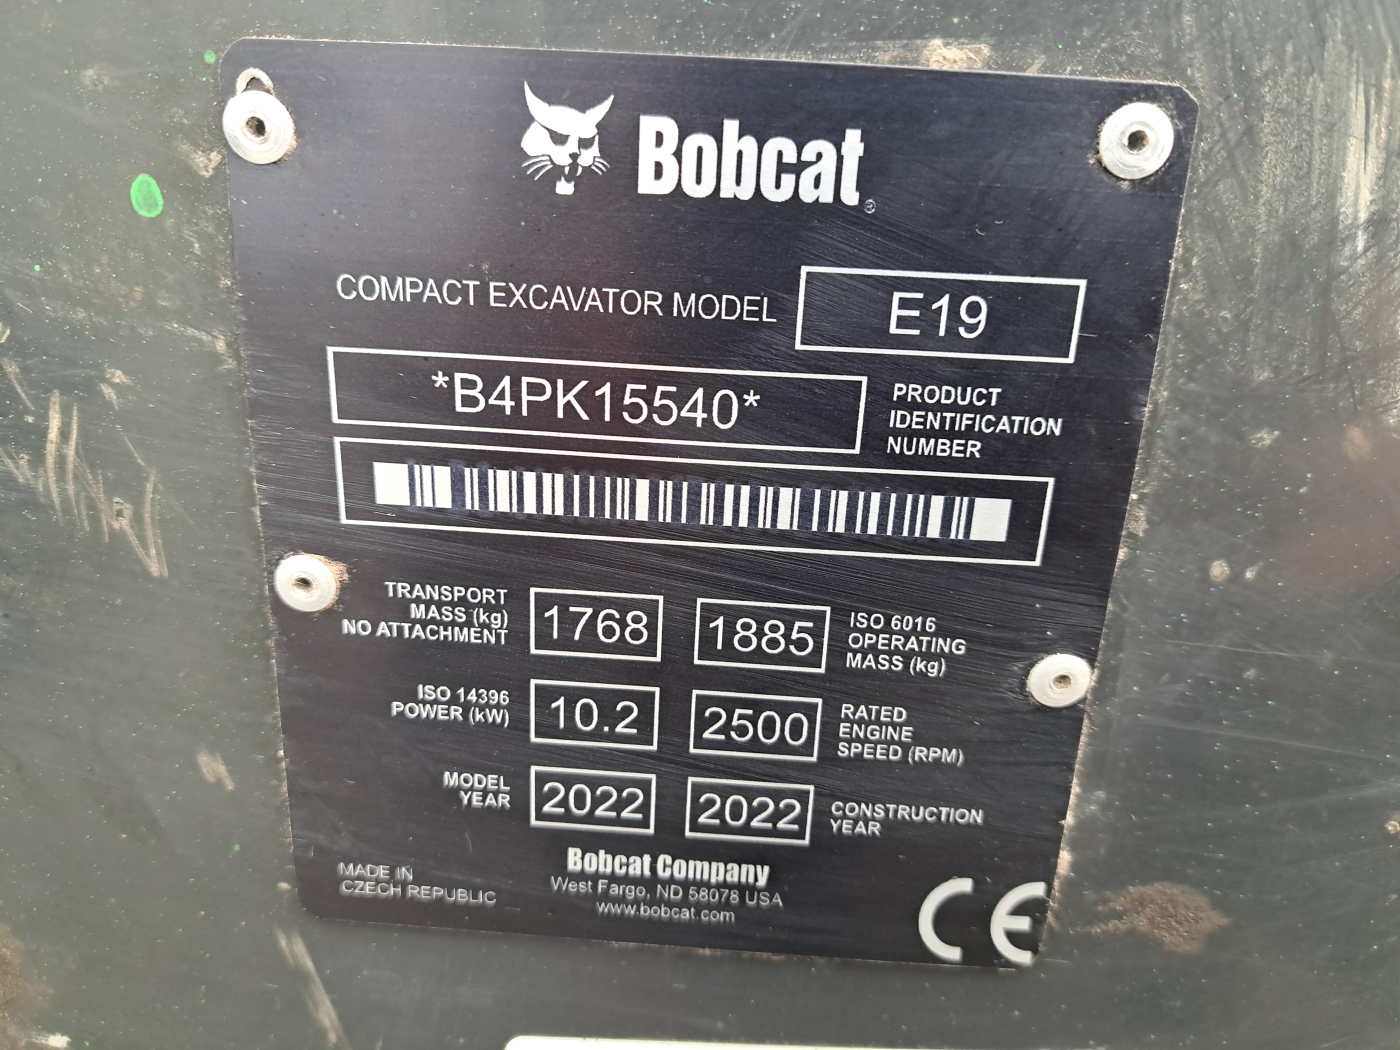 Bobcat®
COMPACT EXCAVATOR MODEL
E19
*B4PK15540*
PRODUCT
IDENTIFICATION
NUMBER
TRANSPORT
MASS (kg)
NO ATTACHMENT
1768
1885
ISO 6016
OPERATING
MASS (kg)
ISO 14396
POWER (kW)
10.2
2500
RATED
ENGINE
SPEED (RPM)
MODEL
YEAR
2022
2022
CONSTRUCTION
YEAR
MADE IN
CZECH REPUBLIC
Bobcat Company
West Fargo, ND 58078 USA
www.bobcat.com
CE